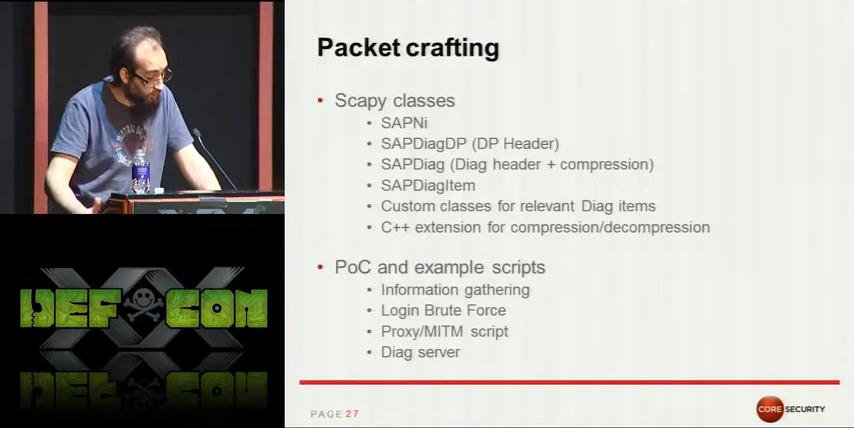 Packet crafting
• Scapy classes
• SAPNi
• SAPDiagDP (DP Header)
• SAPDiag (Diag header + compression)
• SAPDiagItem
• Custom classes for relevant Diag items
• C++ extension for compression/decompression
• PoC and example scripts
• Information gathering
• Login Brute Force
• Proxy/MITM script
• Diag server
PAGE 27
CORE SECURITY
XX
DEF CON